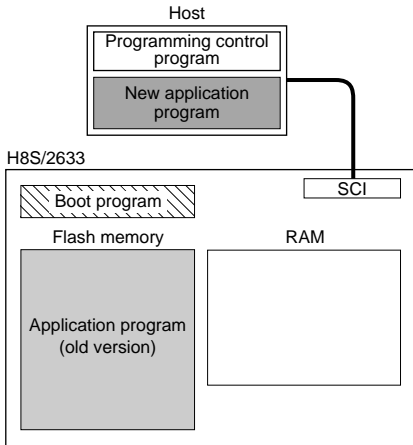 Host
Programming control
program
New application
program
H8S/2633
SCI
Boot program
Flash memory
RAM
Application program
(old version)